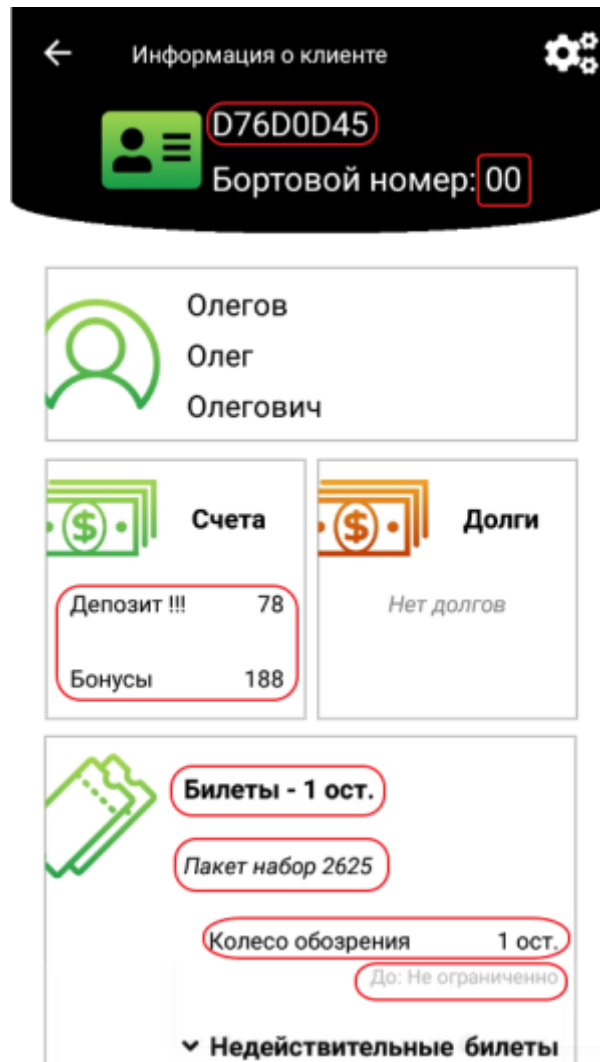 Информация о клиенте
D76D0D45
Бортовой номер: 00
Олегов
Олег
Олегович
Счета
Депозит !!! 78
Бонусы 188
Долги
Нет долгов
Билеты - 1 ост.
Пакет набор 2625
Колесо обозрения 1 ост.
До: Не ограниченно
Недействительные билеты